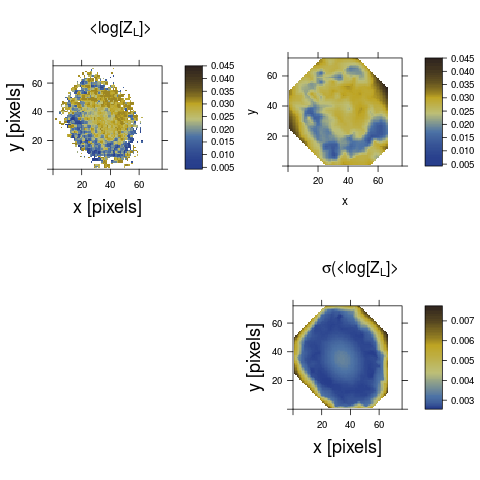 <log[Z_L]>
60
40
20
20 40 60
x [pixels]
y [pixels]
0.045
0.040
0.035
0.030
0.025
0.020
0.015
0.010
0.005
60
40
20
20 40 60
x
y
0.045
0.040
0.035
0.030
0.025
0.020
0.015
0.010
0.005
σ(<log[Z_L]>
60
40
20
20 40 60
x [pixels]
y [pixels]
0.007
0.006
0.005
0.004
0.003